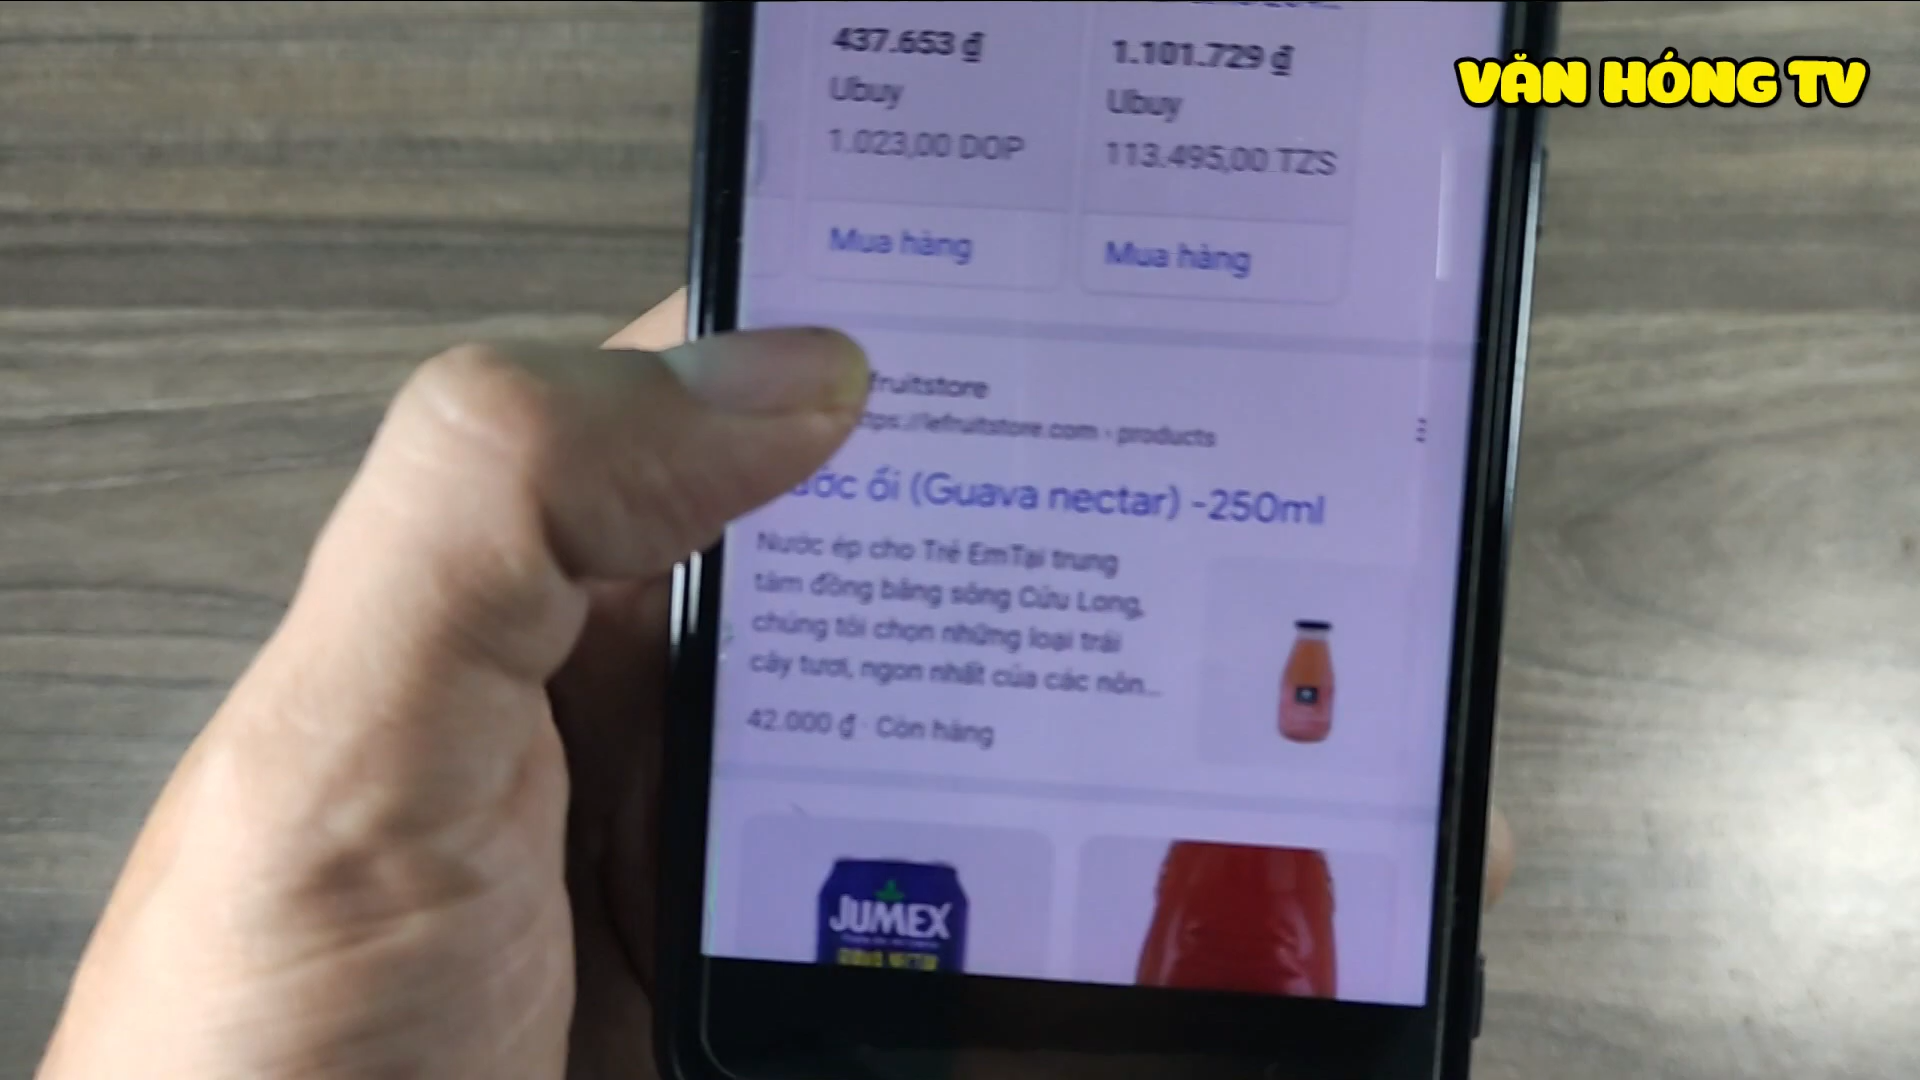 VĂN HÓNG TV
437.653 ₫
Ubuy
1.023,00 DOP
Mua hàng
1.101.729 ₫
Ubuy
113.495,00 TZS
Mua hàng
fruitstore
tps://lefruitstore.com › products
ước ổi (Guava nectar) -250ml
Nước ép cho Trẻ EmTại trung
tâm đồng bằng sông Cửu Long,
chúng tôi chọn những loại trái
cây tươi, ngon nhất của các nôn...
42.000 ₫ · Còn hàng
JUMEX